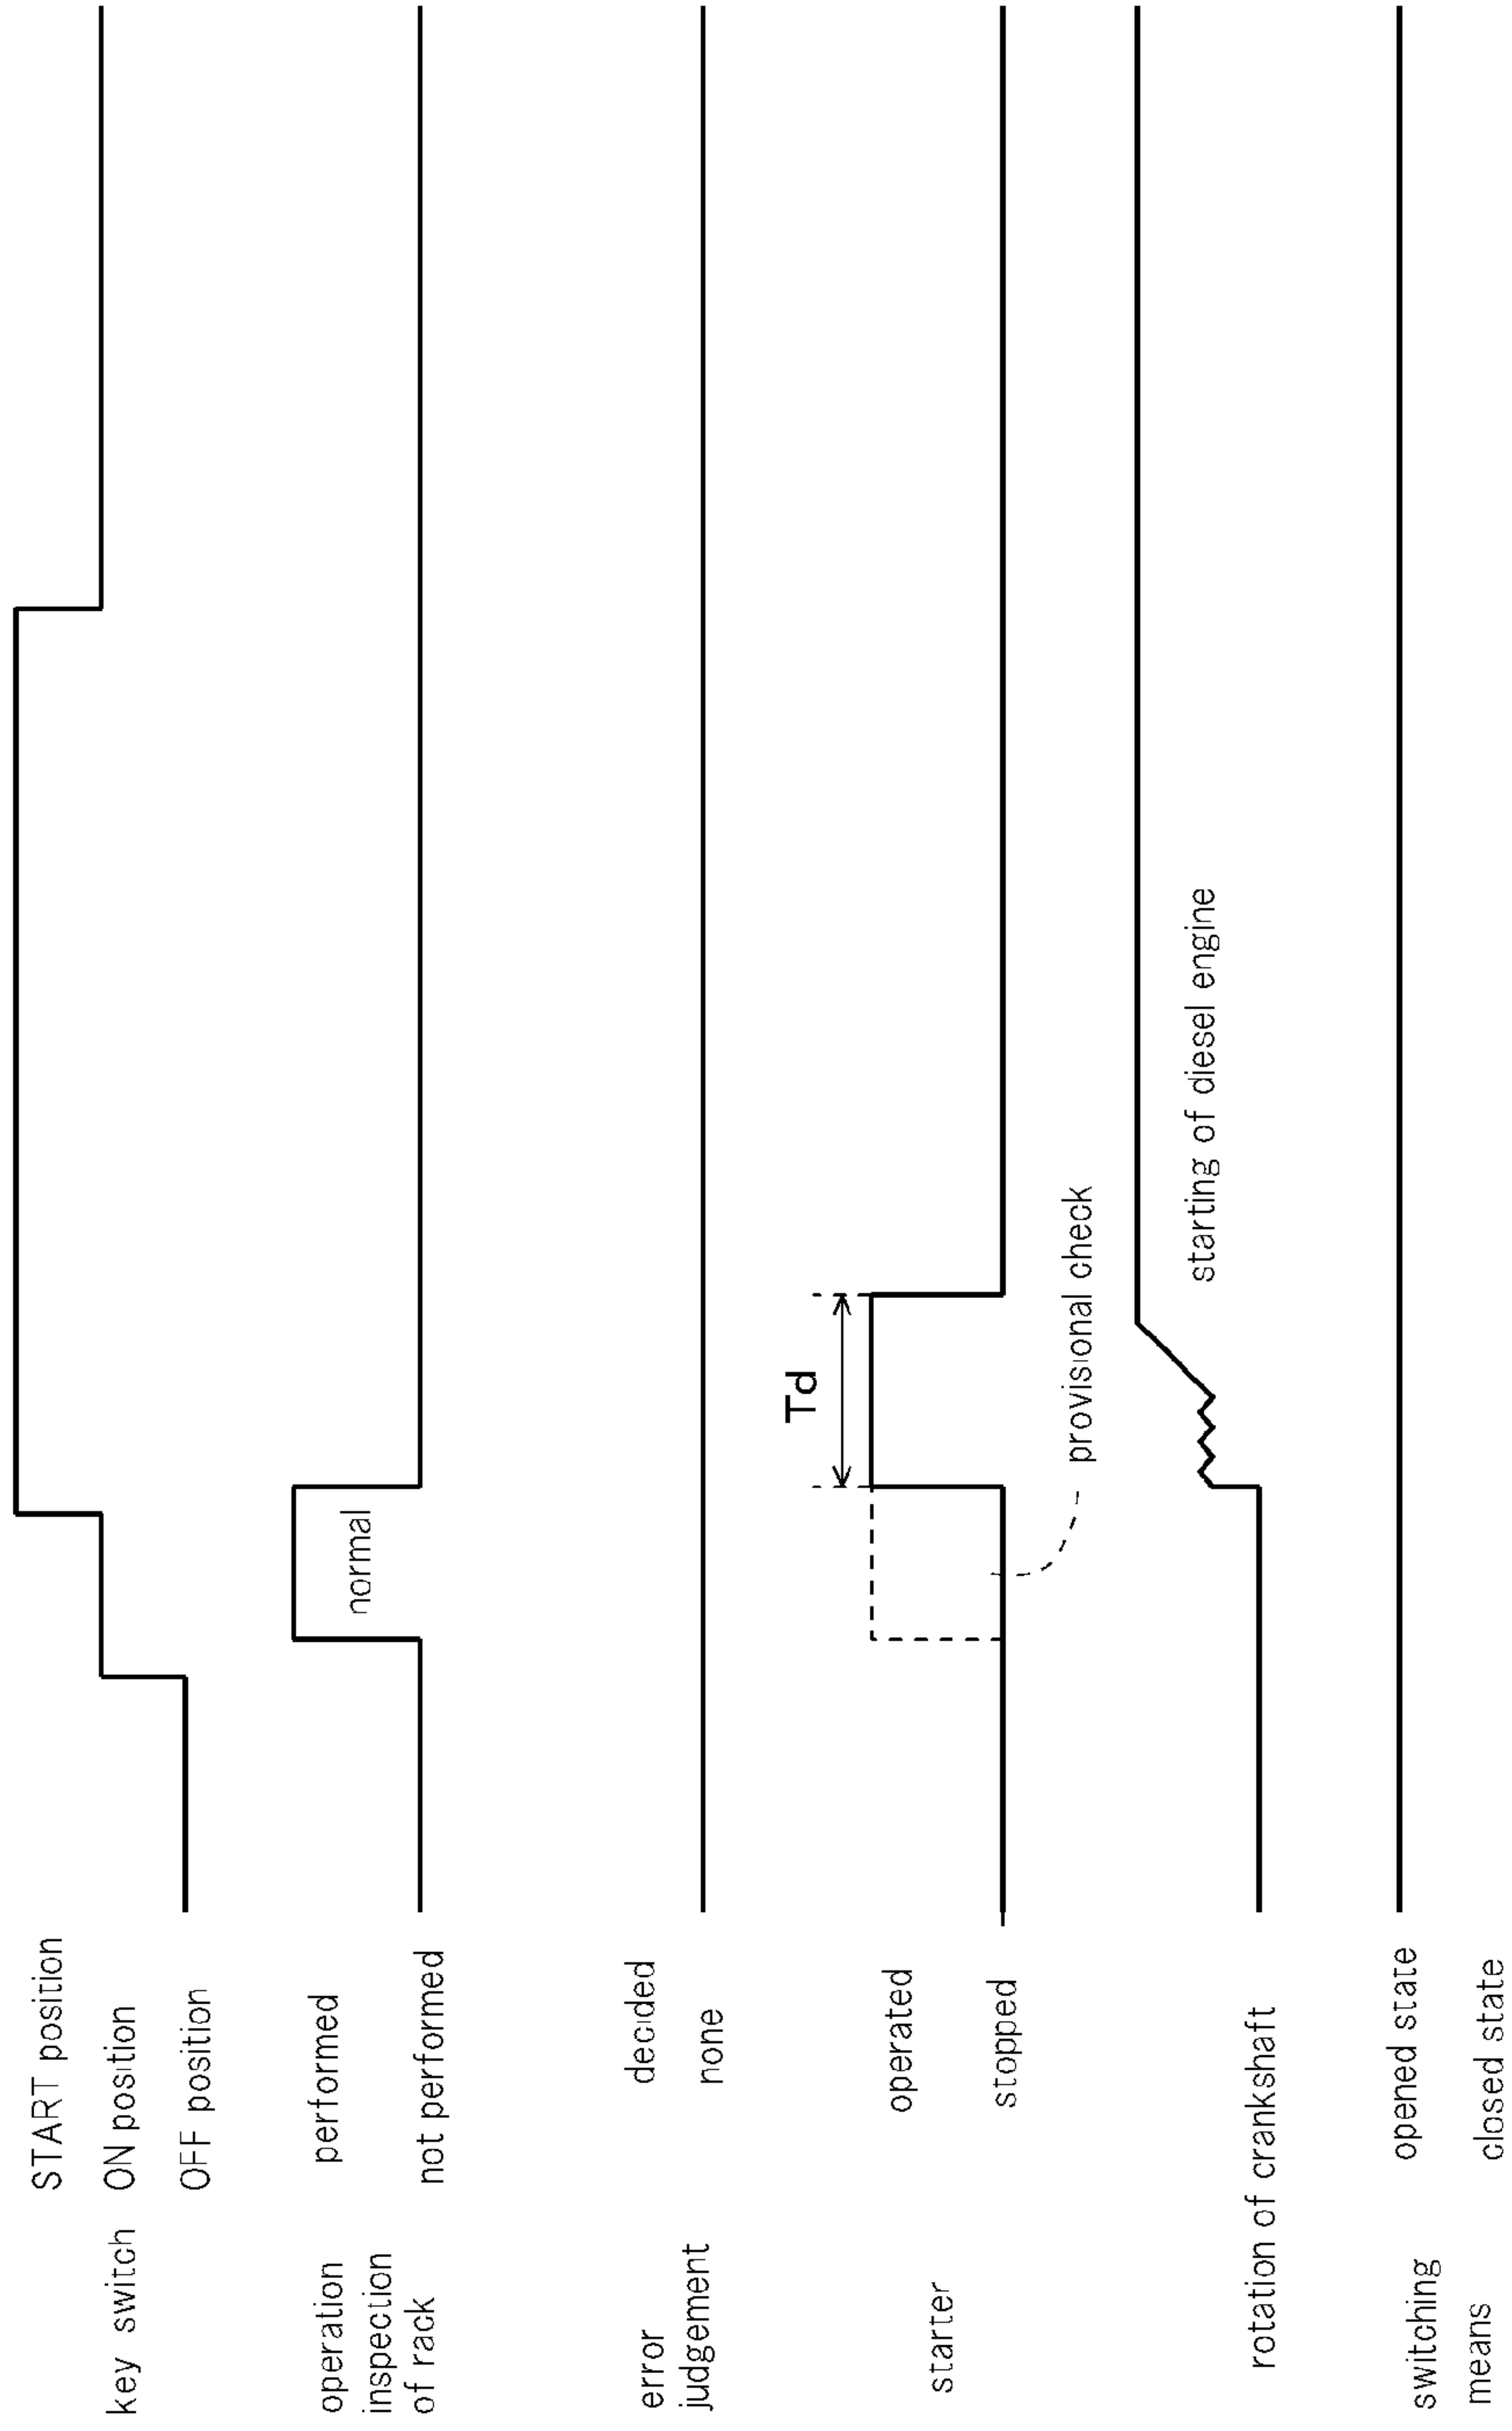 START position
key switch ON position
OFF position
operation
inspection
of rack
performed
not performed
normal
error
judgement
decided
none
starter
operated
stopped
Td
provisional check
rotation of crankshaft
starting of diesel engine
switching
means
opened state
closed state